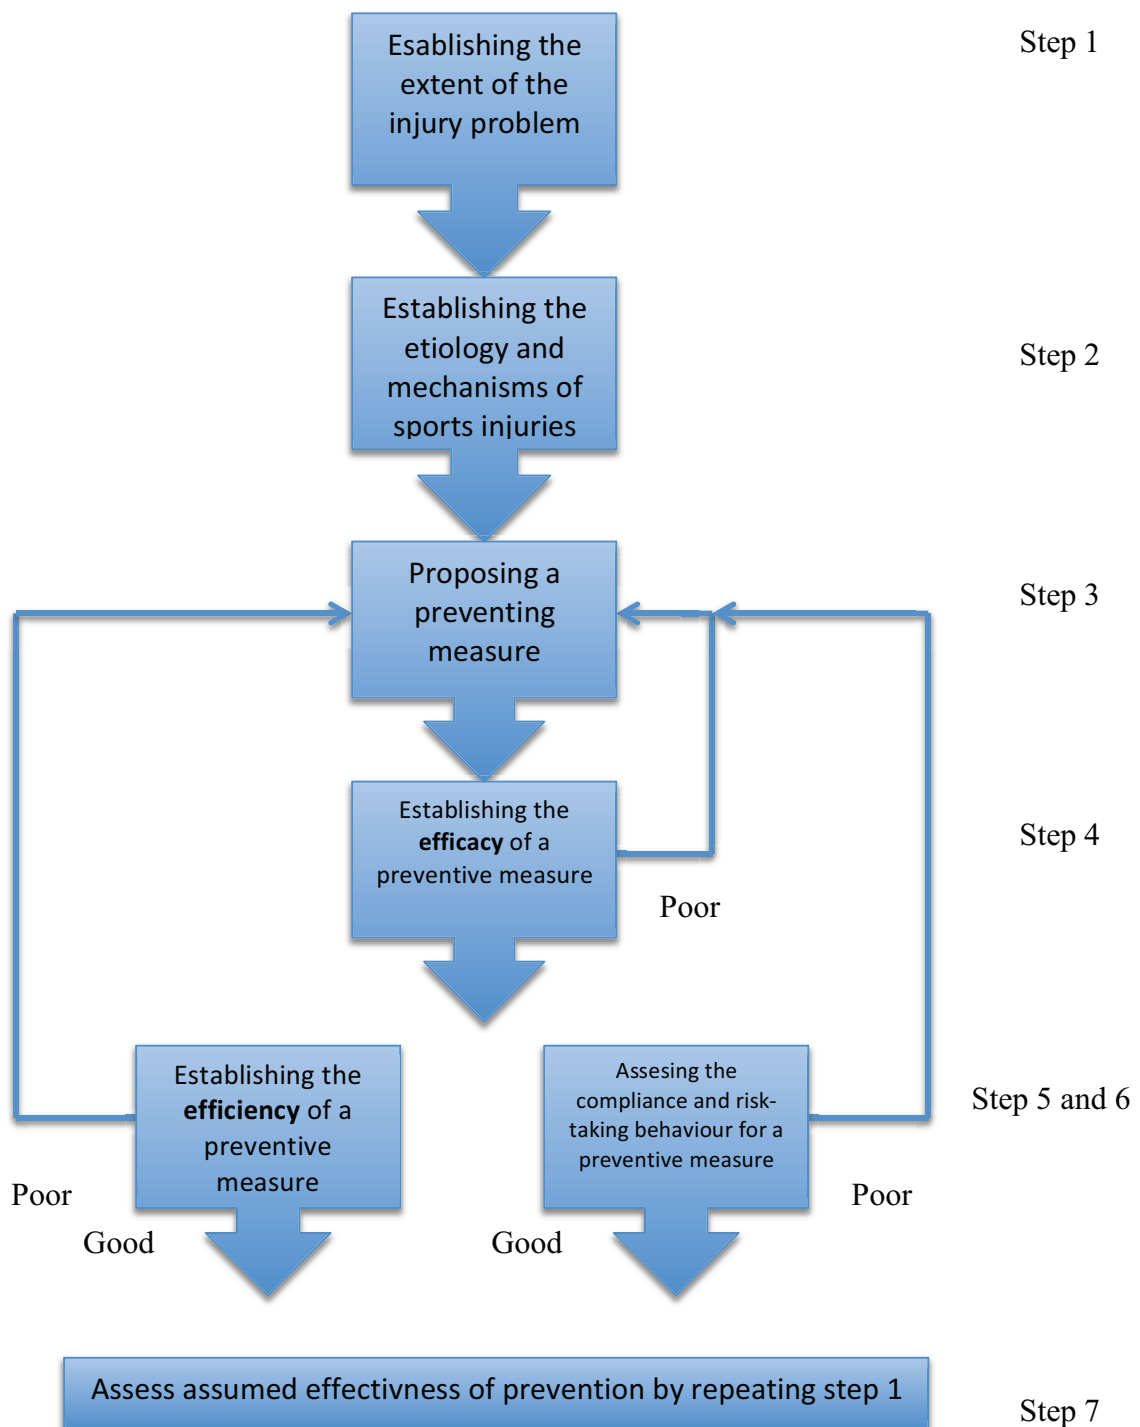 Esablishing the
extent of the
injury problem
Step 1
Establishing the
etiology and
mechanisms of
sports injuries
Step 2
Proposing a
preventing
measure
Step 3
Establishing the
efficacy of a
preventive measure
Step 4
Poor
Establishing the
efficiency of a
preventive
measure
Assesing the
compliance and risk-
taking behaviour for a
preventive measure
Step 5 and 6
Poor
Good
Good
Poor
Assess assumed effectivness of prevention by repeating step 1
Step 7